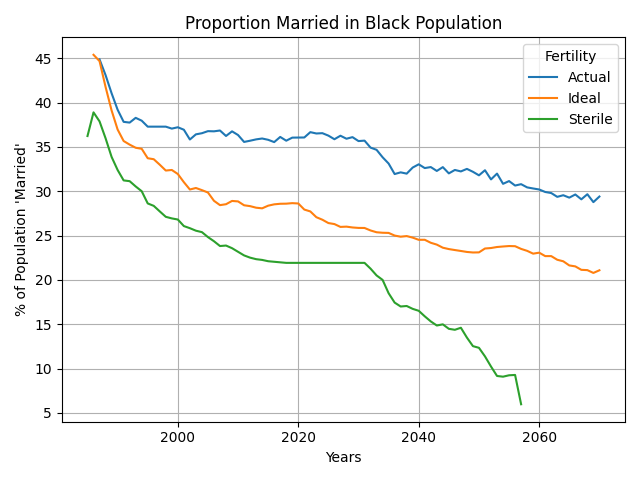 Proportion Married in Black Population
% of Population 'Married'
45
40
35
30
25
20
15
10
5
2000
2020
2040
2060
Years
Fertility
Actual
Ideal
Sterile